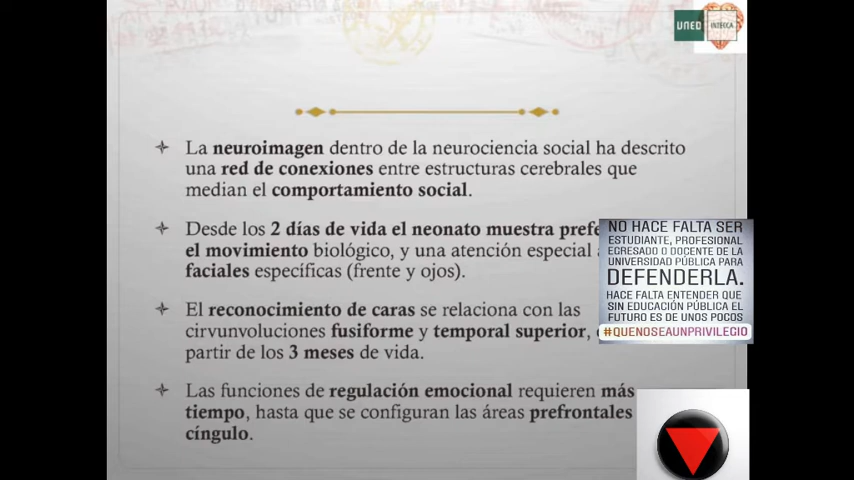 UNED
INTECCA
La neuroimagen dentro de la neurociencia social ha descrito
una red de conexiones entre estructuras cerebrales que
median el comportamiento social.
Desde los 2 días de vida el neonato muestra
el movimiento biológico, y una atención especial
faciales específicas (frente y ojos).
El reconocimiento de caras se relaciona con las
cirvunvoluciones fusiforme y temporal superior,
partir de los 3 meses de vida.
Las funciones de regulación emocional requieren más
tiempo, hasta que se configuran las áreas prefrontales
cíngulo.
NO HACE FALTA SER
ESTUDIANTE, PROFESIONAL
EGRESADO O DOCENTE DE LA
UNIVERSIDAD PÚBLICA PARA
DEFENDERLA.
HACE FALTA ENTENDER QUE
SIN EDUCACIÓN PÚBLICA EL
FUTURO ES DE UNOS POCOS
#QUENOSEAUNPRIVILEGIO